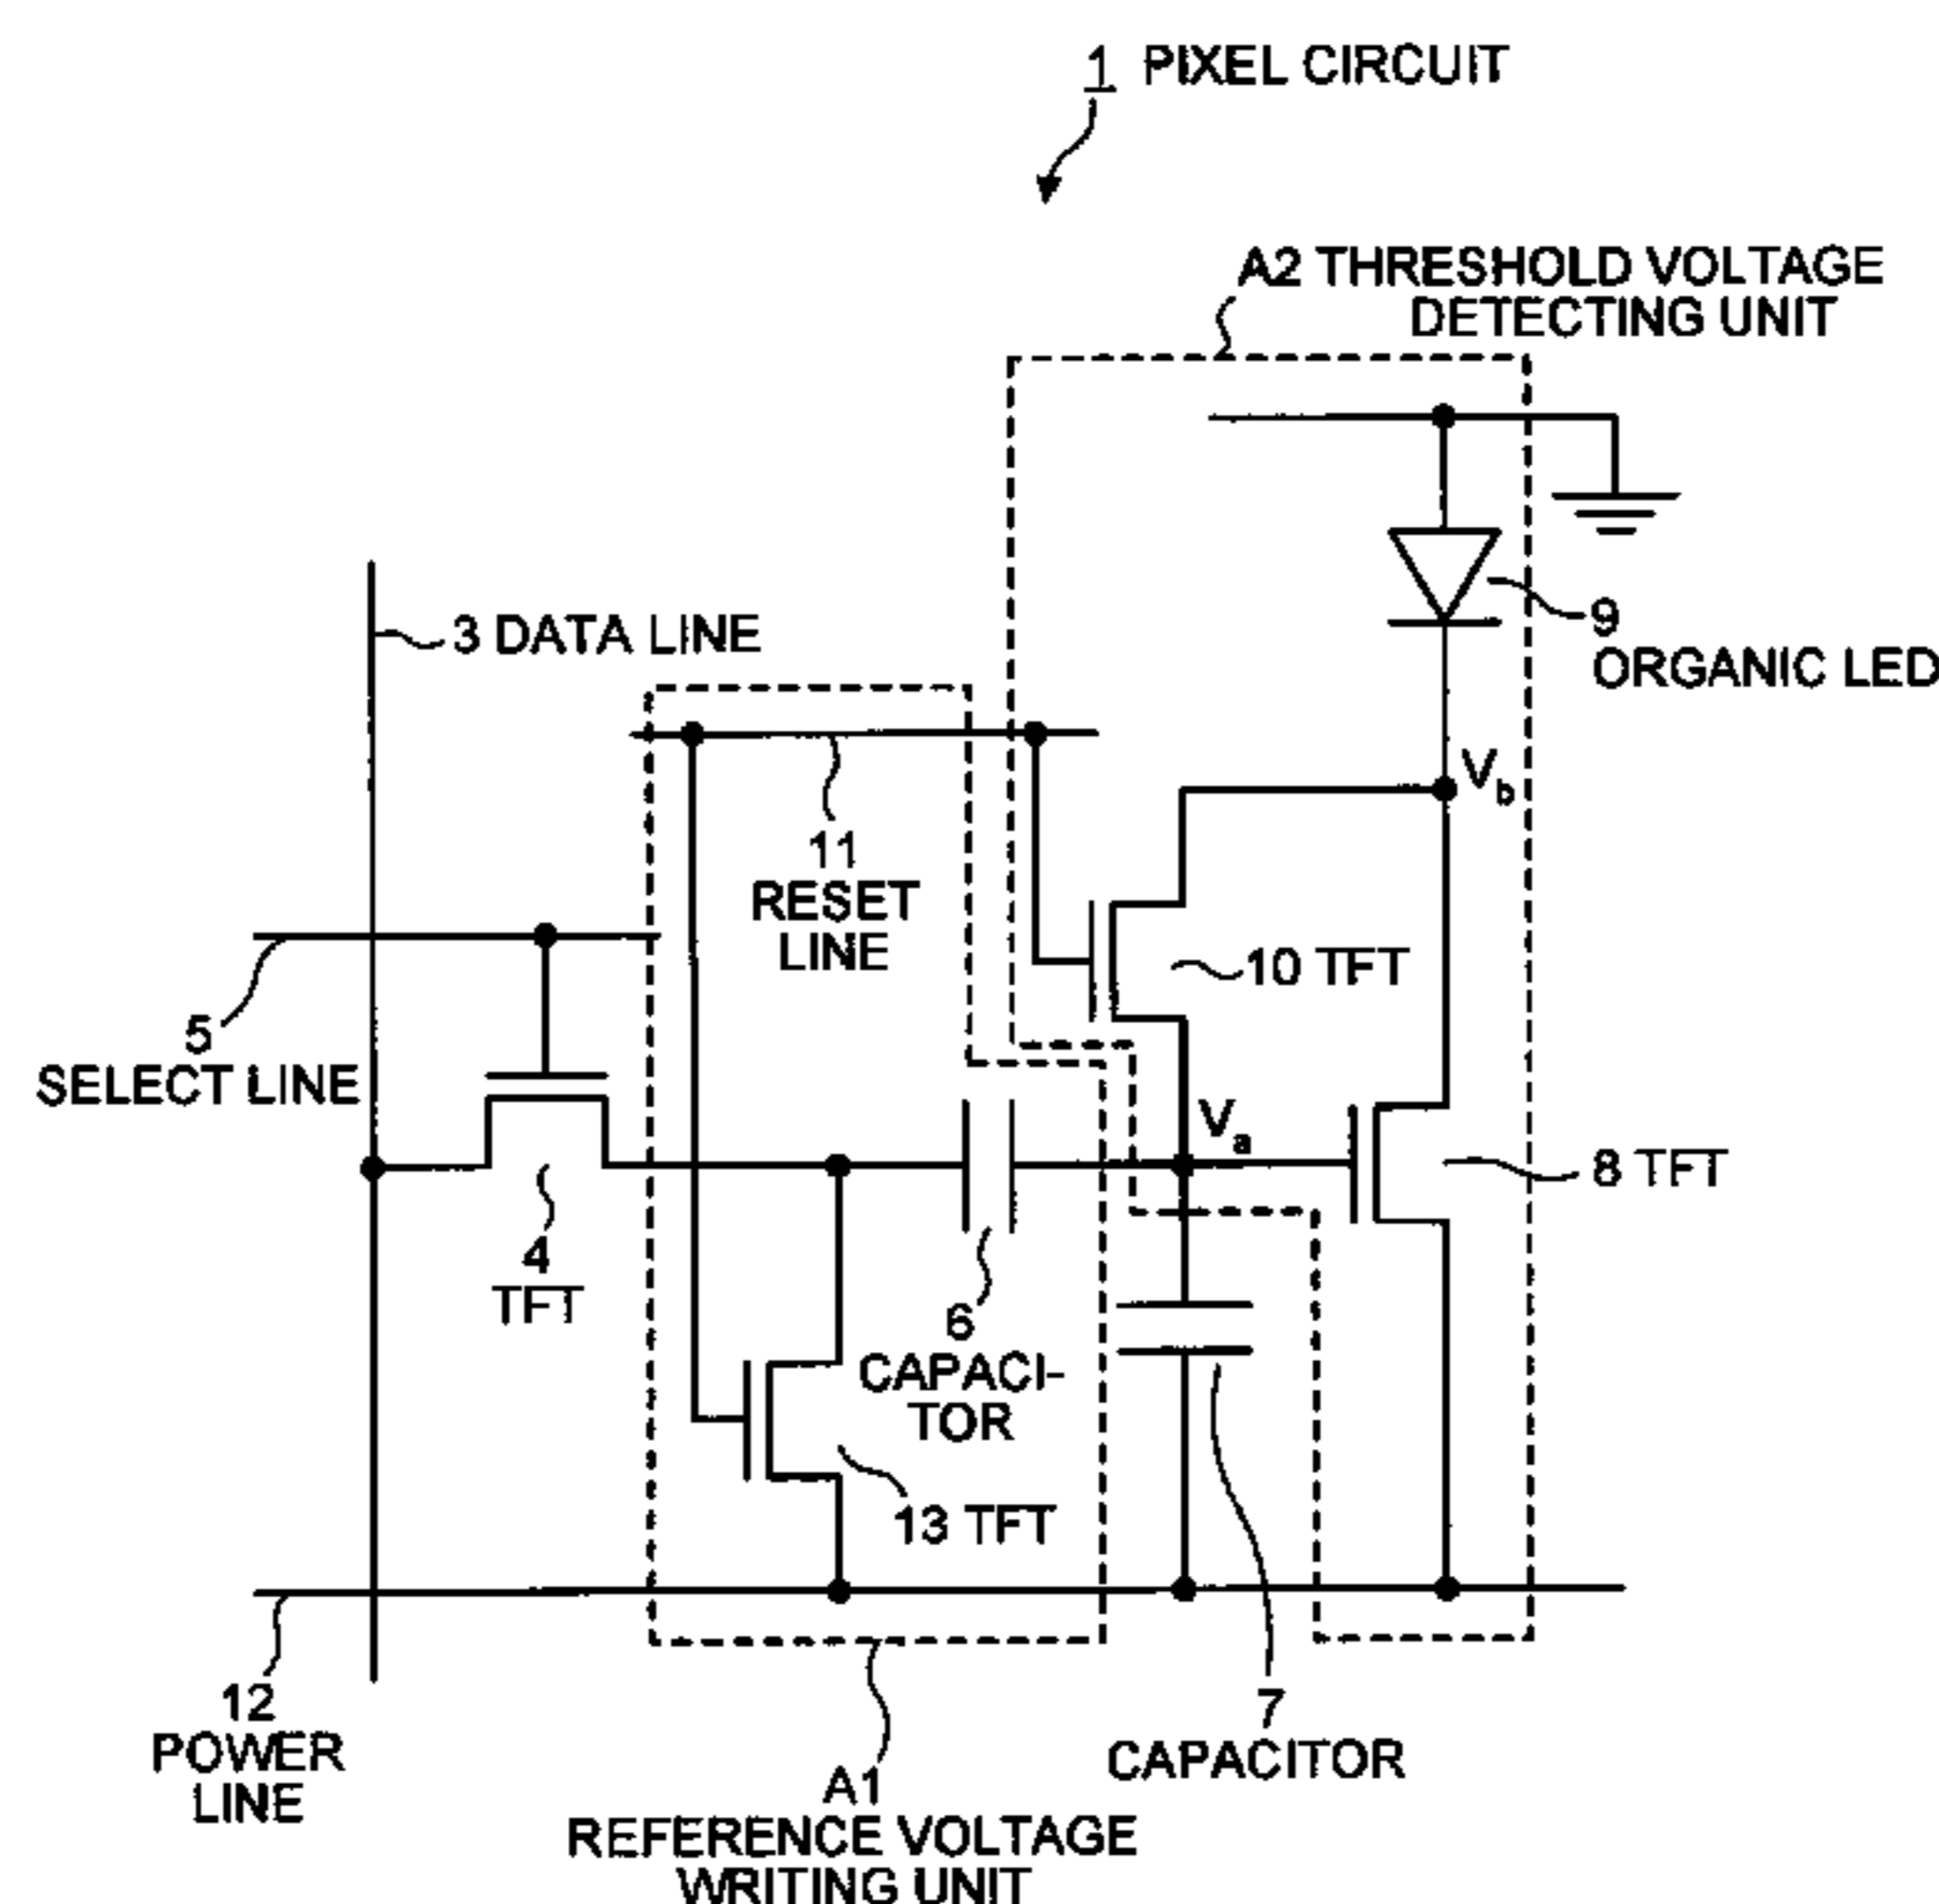 1 PIXEL CIRCUIT
A2 THRESHOLD VOLTAGE
DETECTING UNIT
3 DATA LINE
9
ORGANIC LED
Vb
11
RESET
LINE
10 TFT
5
SELECT LINE
Va
8 TFT
4
TFT
6
CAPACI-
TOR
13 TFT
12
POWER
LINE
7
CAPACITOR
A1
REFERENCE VOLTAGE
WRITING UNIT